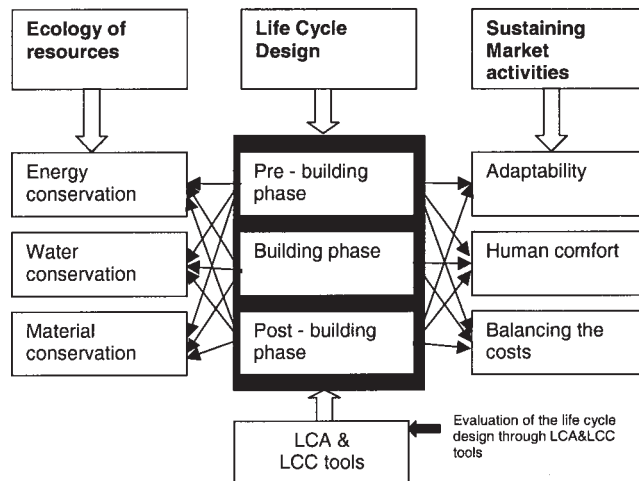 Ecology of
resources
Life Cycle
Design
Sustaining
Market
activities
Energy
conservation
Pre - building
phase
Adaptability
Water
conservation
Building phase
Human comfort
Material
conservation
Post - building
phase
Balancing the
costs
LCA &
LCC tools
Evaluation of the life cycle
design through LCA&LCC
tools